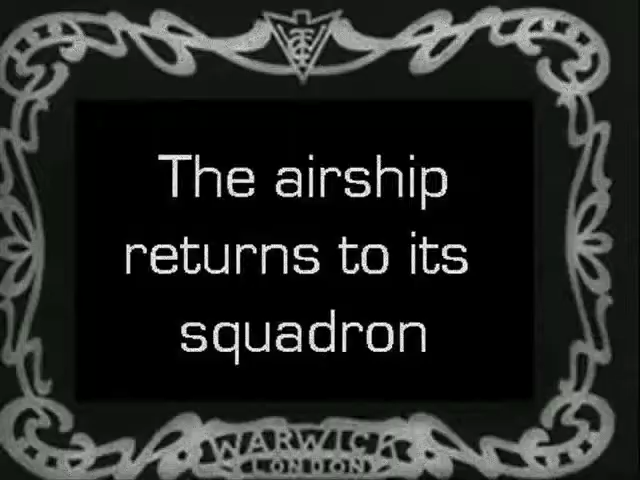 The airship
returns to its
squadron
WARWICK
LONDON